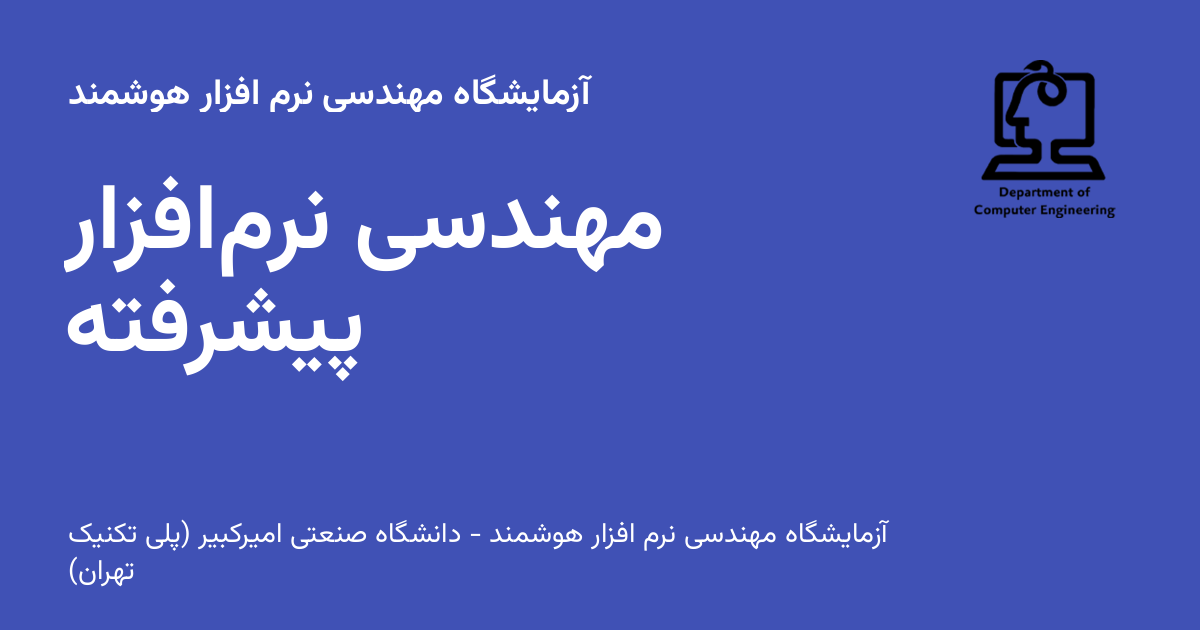 آزمایشگاه مهندسی نرم افزار هوشمند
مهندسی نرم‌افزار
پیشرفته
Department of
Computer Engineering
آزمایشگاه مهندسی نرم افزار هوشمند - دانشگاه صنعتی امیرکبیر (پلی تکنیک
تهران)